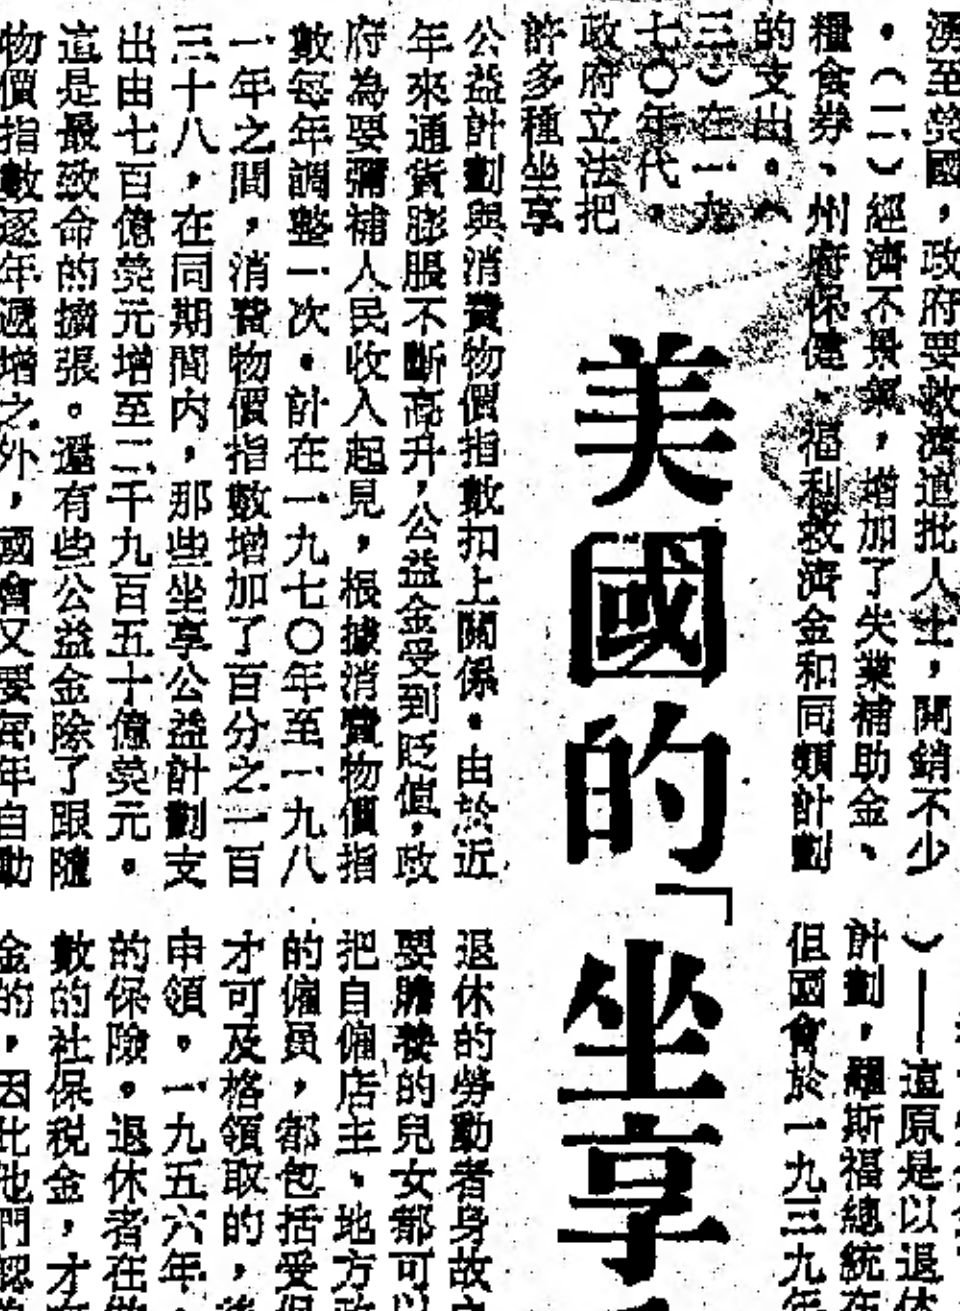 美國的「坐享
湧至美國，政府要救濟這批人士，開銷不少
。（二）經濟不景氣，增加了失業補助金、
糧食券、州府保健、福利救濟金和同類計劃
的支出。（
三）在一九
七〇年代，
政府立法把
許多種坐享
公益計劃與消費物價指數扣上關係。由於近
年來通貨膨脹不斷高升，公益金受到貶值，政
府為要彌補人民收入起見，根據消費物價指
數每年調整一次。計在一九七〇年至一九八
一年之間，消費物價指數增加了百分之一百
三十八，在同期間內，那些坐享公益計劃支
出由七百億美元增至二千九百五十億美元。
這是最致命的擴張。還有些公益金除了跟隨
物價指數逐年遞增之外，國會又要每年自動
）——這原是以退休
計劃，羅斯福總統在
但國會於一九三九年
退休的勞動者身故之
要贍養的兒女都可以
把自僱店主、地方政
的僱員，都包括受保
才可及格領取的，後
申領。一九五六年，
的保險。退休者在做
數的社保税金，才
金的，因此他們認